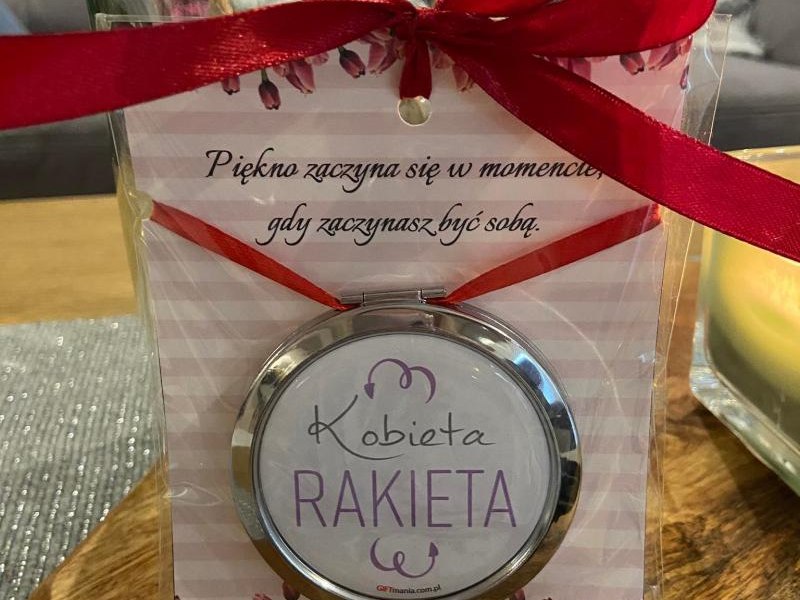 Piękno zaczyna się w momencie,
gdy zaczynasz być sobą.
Kobieta
RAKIETA
GIFTmania.com.pl